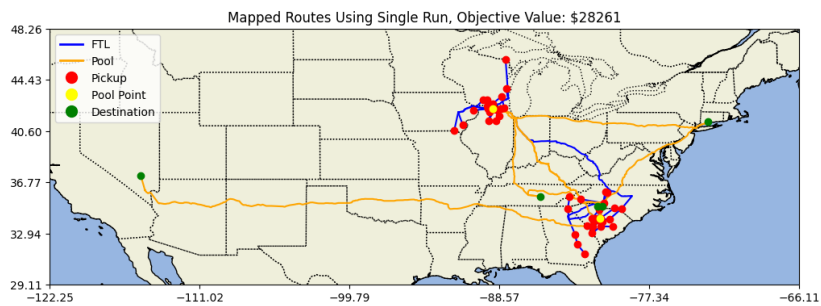 Mapped Routes Using Single Run, Objective Value: $28261
48.26
44.43
40.60
36.77
32.94
29.11
FTL
Pool
Pickup
Pool Point
Destination
-122.25
-111.02
-99.79
-88.57
-77.34
-66.11